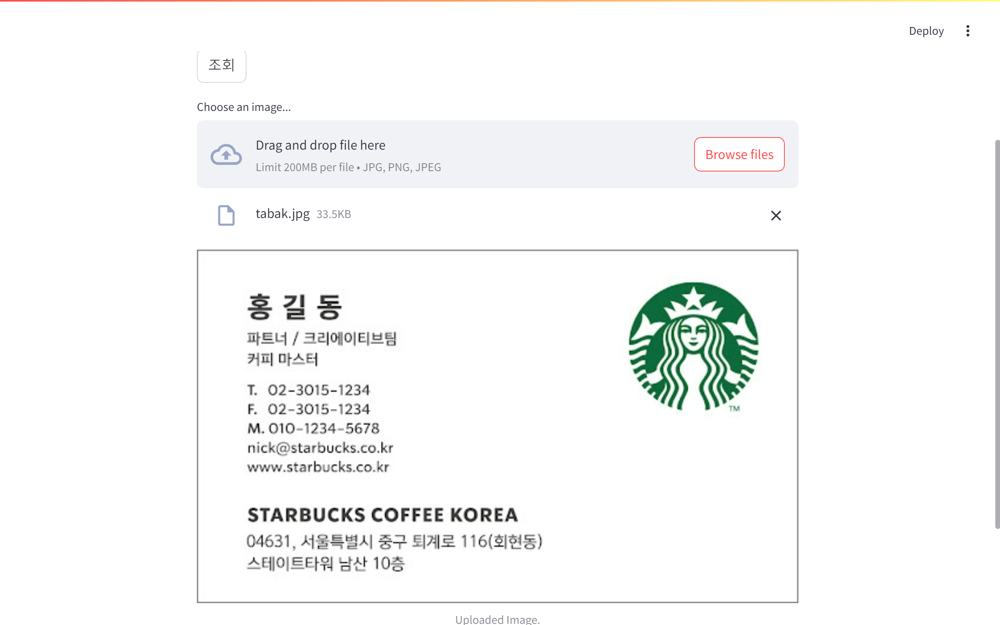 Deploy
조회
Choose an image...
Drag and drop file here
Limit 200MB per file • JPG, PNG, JPEG
Browse files
tabak.jpg 33.5KB
홍 길 동
파트너 / 크리에이티브팀
커피 마스터
T. 02-3015-1234
F. 02-3015-1234
M. 010-1234-5678
nick@starbucks.co.kr
www.starbucks.co.kr
TM
STARBUCKS COFFEE KOREA
04631, 서울특별시 중구 퇴계로 116(회현동)
스테이트타워 남산 10층
Uploaded Image.